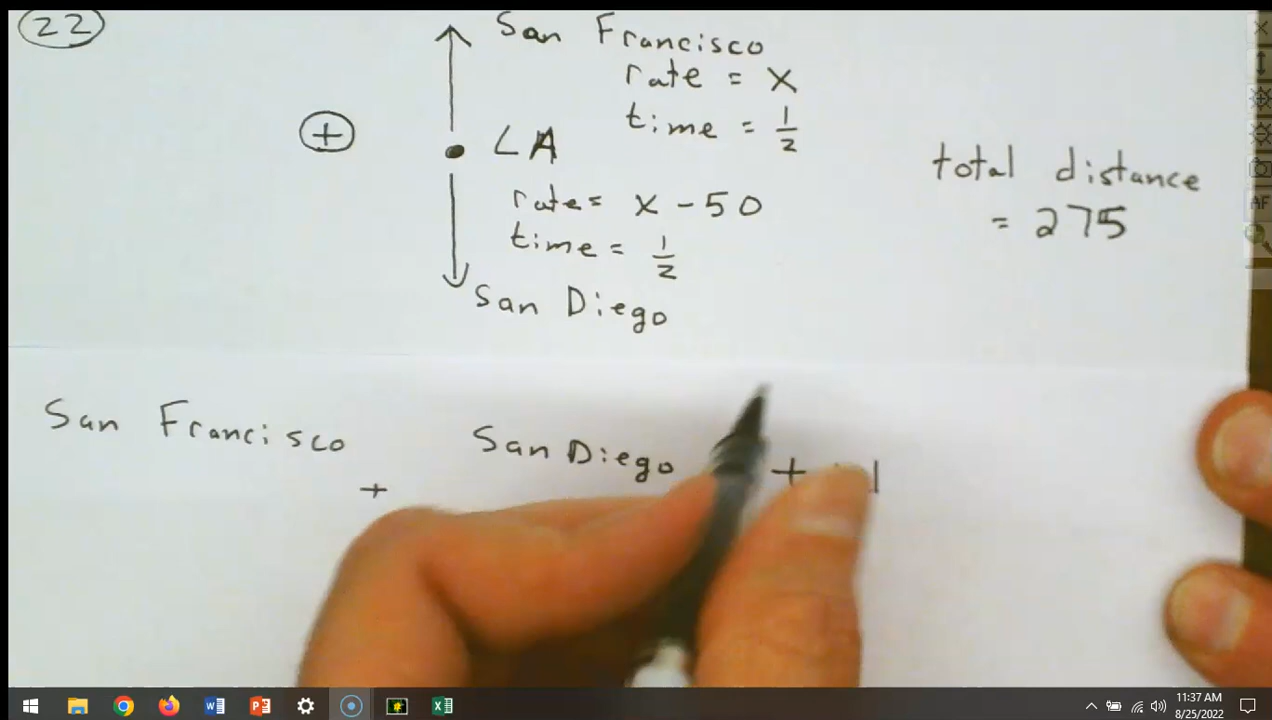 22
San Francisco
rate = x
time = 1/2
+
LA
rate = x - 50
time = 1/2
San Diego
total distance
= 275
San Francisco
+
San Diego
AF
11:37 AM
8/25/2022